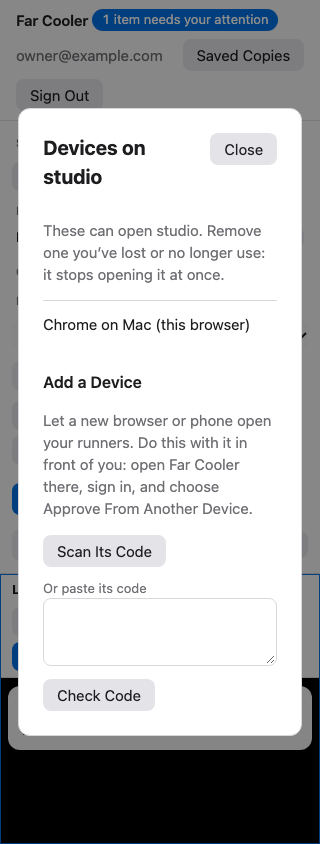 Far Cooler 1 item needs your attention
owner@example.com Saved Copies
Sign Out
Devices on
studio
Close
These can open studio. Remove
one you’ve lost or no longer use:
it stops opening it at once.
Chrome on Mac (this browser)
Add a Device
Let a new browser or phone open
your runners. Do this with it in
front of you: open Far Cooler
there, sign in, and choose
Approve From Another Device.
Scan Its Code
Or paste its code
Check Code